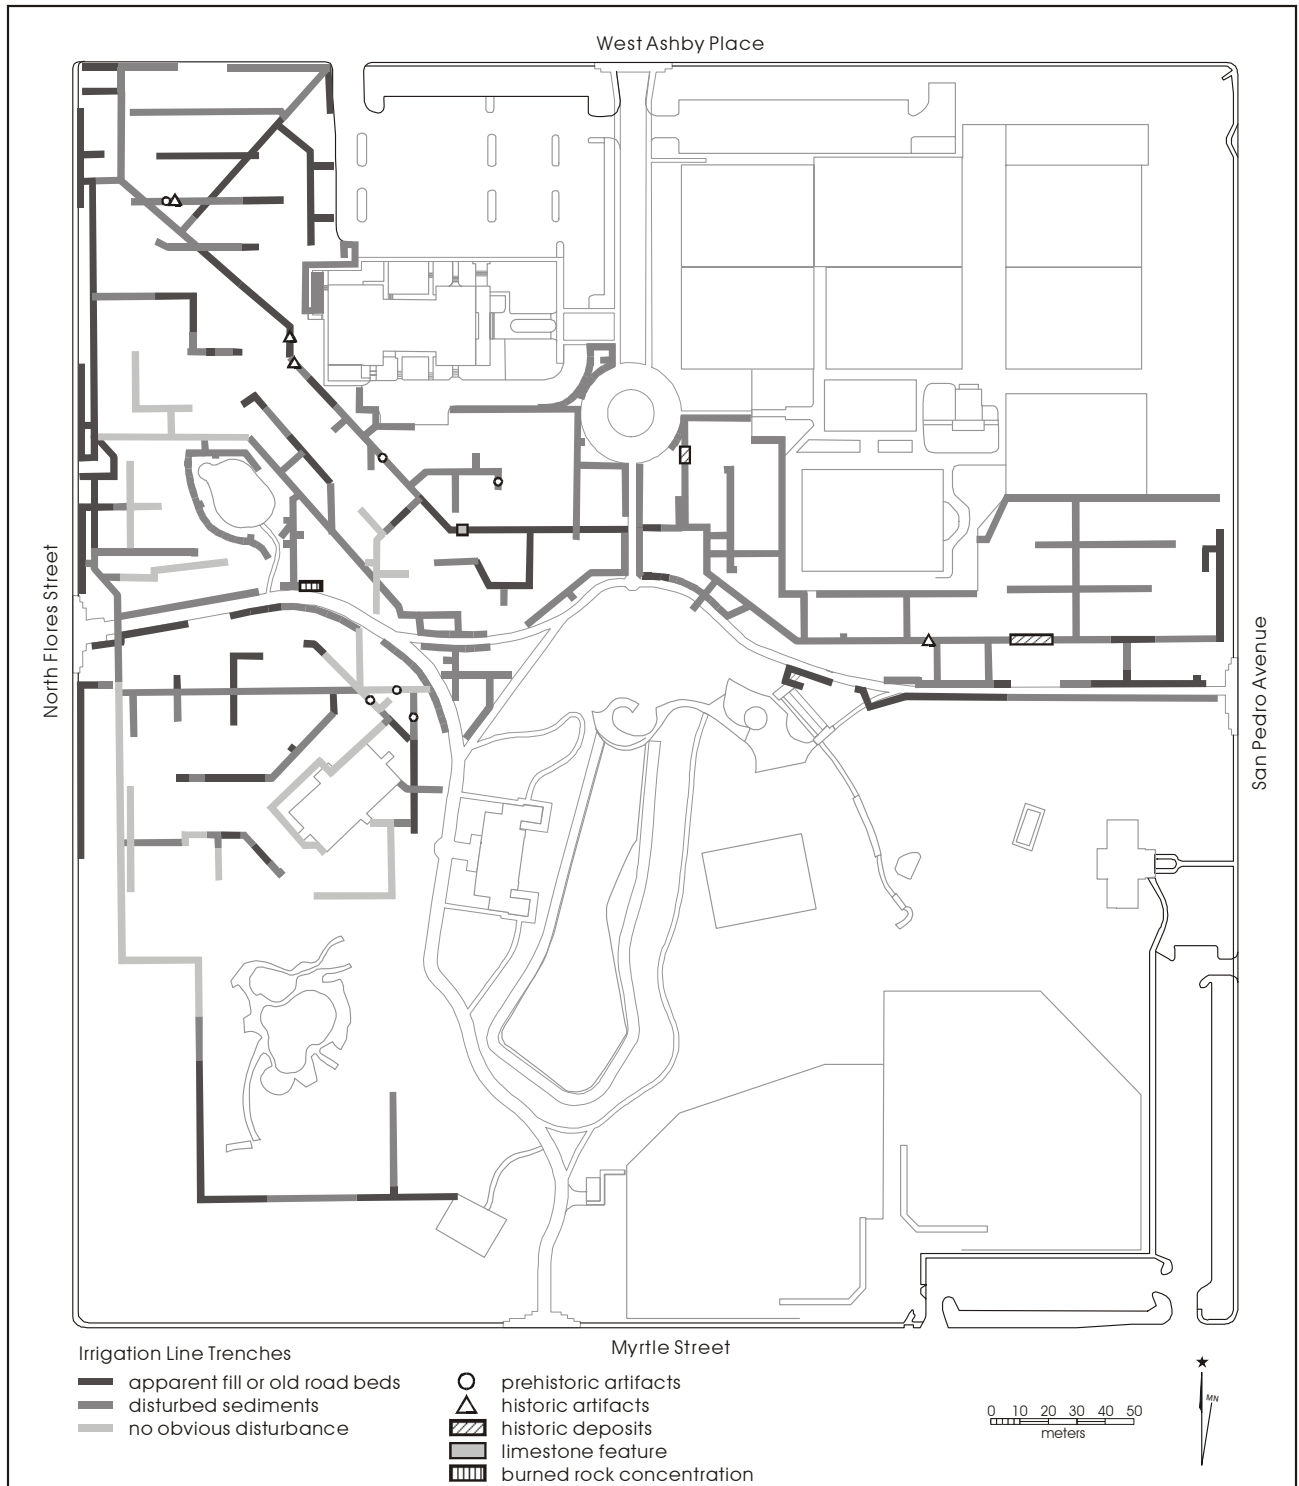 West Ashby Place
North Flores Street
San Pedro Avenue
Myrtle Street
Irrigation Line Trenches
apparent fill or old road beds
disturbed sediments
no obvious disturbance
prehistoric artifacts
historic artifacts
historic deposits
limestone feature
burned rock concentration
0 10 20 30 40 50
meters
MN